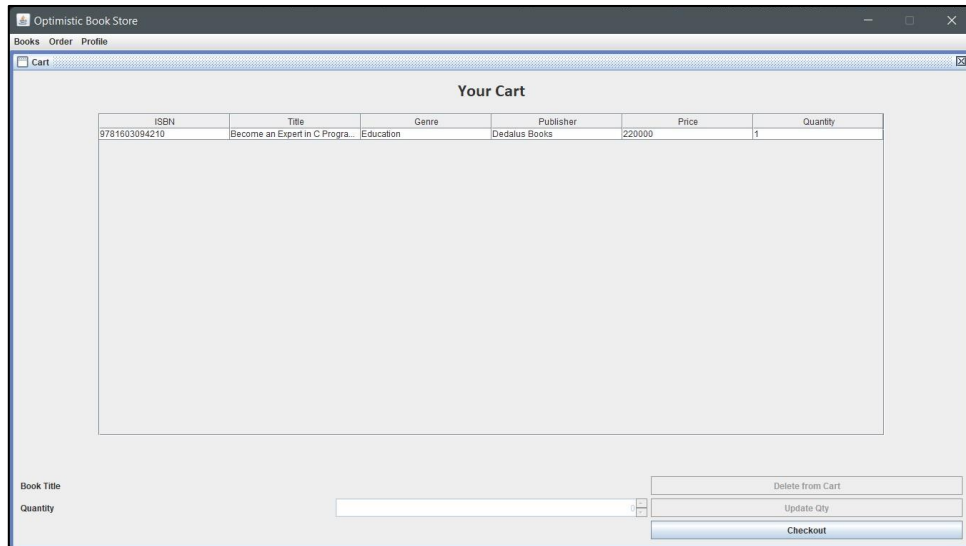 Optimistic Book Store
Books Order Profile
Cart
Your Cart
ISBN Title Genre Publisher Price Quantity
9781603094210 Become an Expert in C Progra... Education Dedalus Books 220000 1
Book Title Delete from Cart
Quantity 0 Update Qty
Checkout